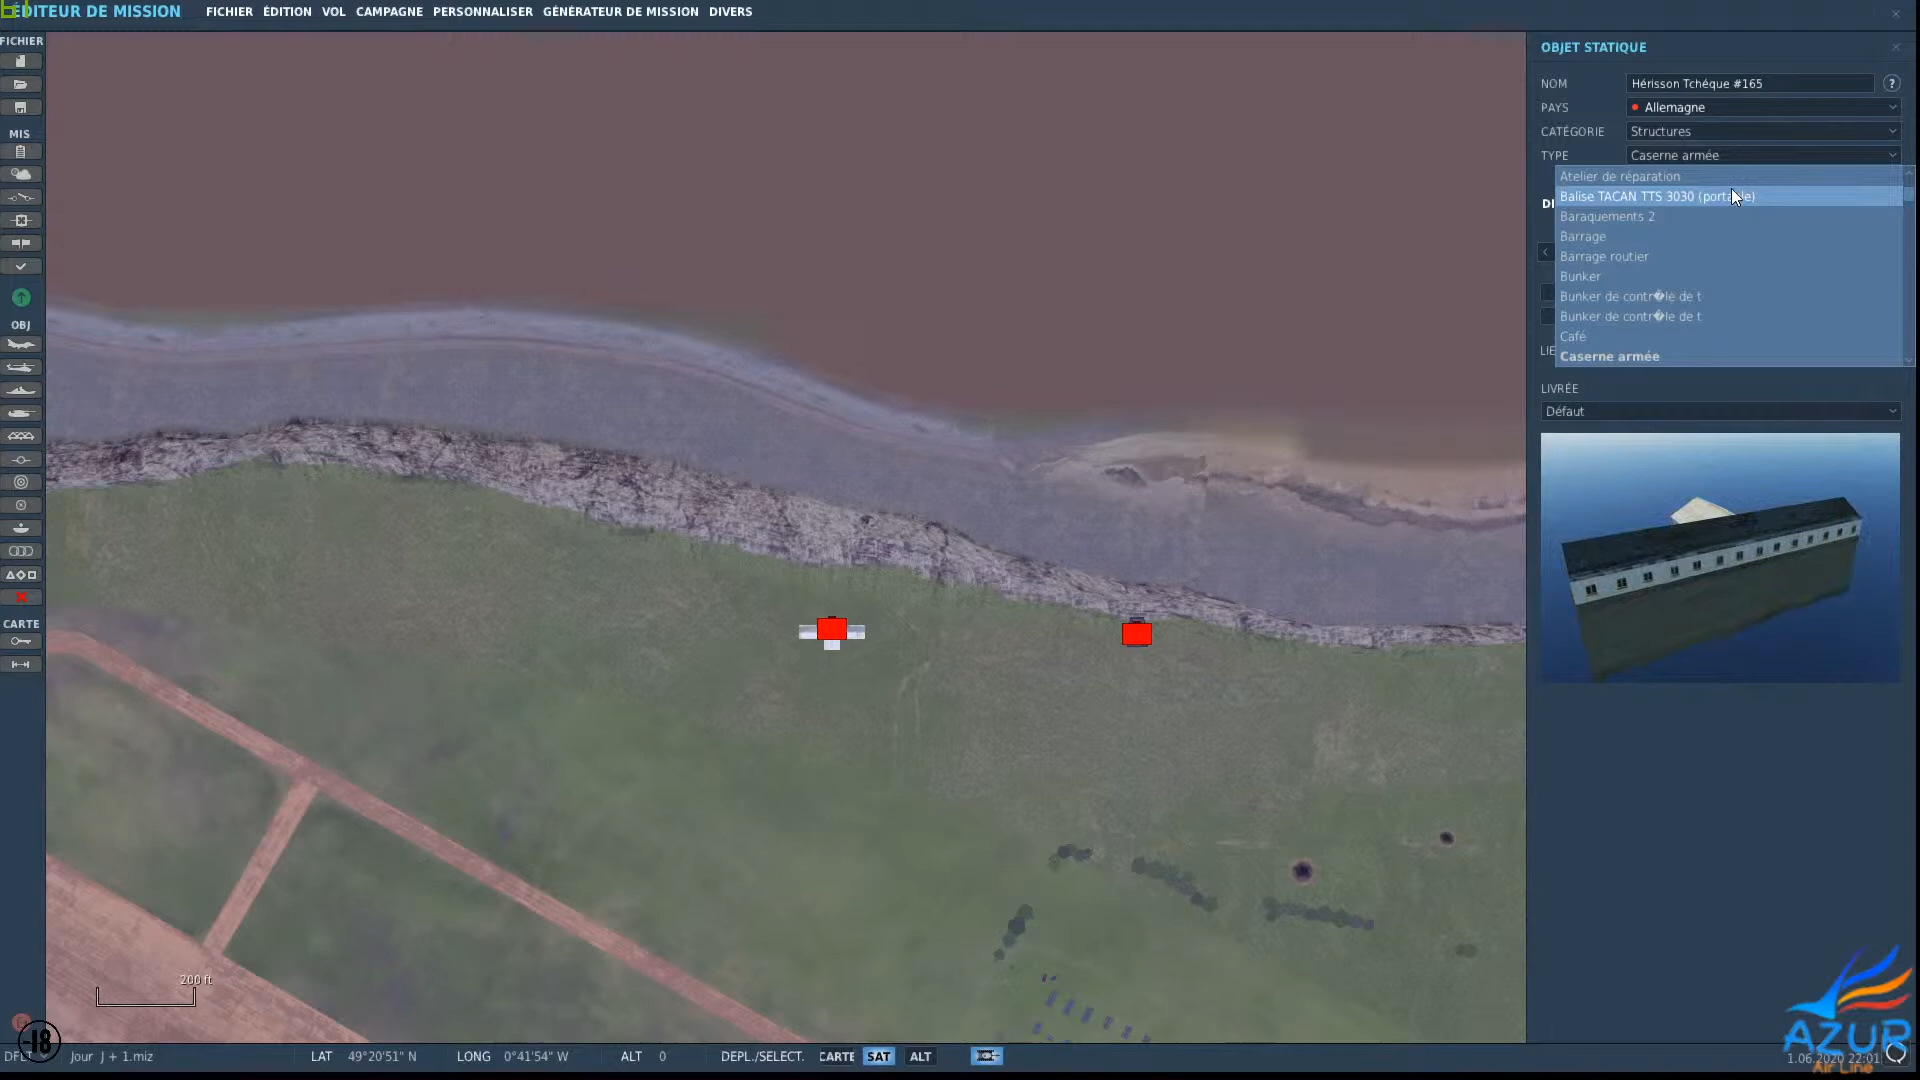 ÉDITEUR DE MISSION
FICHIER ÉDITION VOL CAMPAGNE PERSONNALISER GÉNÉRATEUR DE MISSION DIVERS
FICHIER
MIS
OBJ
CARTE
OBJET STATIQUE
NOM Hérisson Tchéque #165 ?
PAYS Allemagne
CATÉGORIE Structures
TYPE Caserne armée
Atelier de réparation
Balise TACAN TTS 3030 (portable)
Baraquements 2
Barrage
Barrage routier
Bunker
Bunker de contr�le de t
Bunker de contr�le de t
Café
Caserne armée
LIVRÉE
Défaut
200 ft
-18
Jour J + 1.miz
LAT 49°20'51" N LONG 0°41'54" W ALT 0 DEPL./SELECT. CARTE SAT ALT
AZUR
Air Line
1.06.2020 22:01